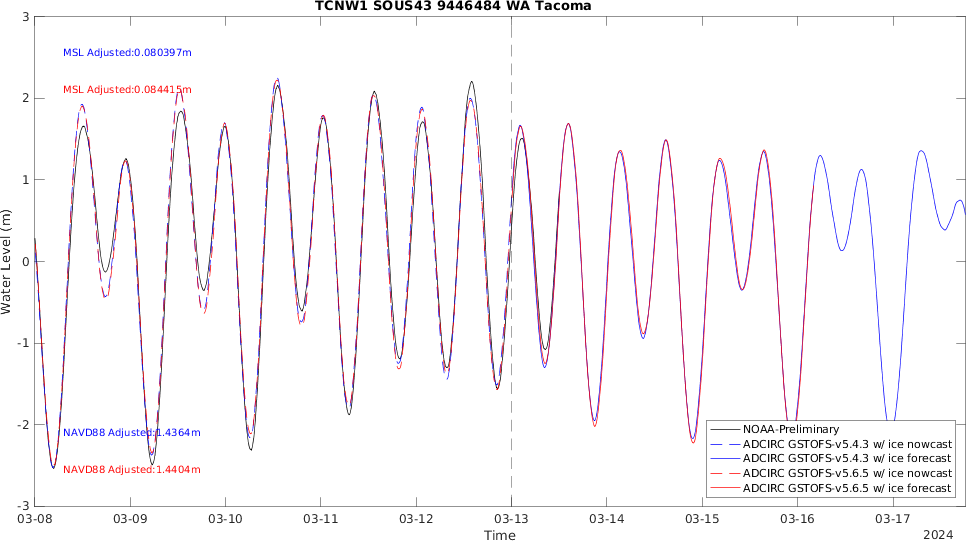 TCNW1 SOUS43 9446484 WA Tacoma
3
MSL Adjusted:0.080397m
2
MSL Adjusted:0.084415m
1
0
Water Level (m)
-1
-2
NAVD88 Adjusted:1.4364m
NAVD88 Adjusted:1.4404m
-3
NOAA-Preliminary
ADCIRC GSTOFS-v5.4.3 w/ ice nowcast
ADCIRC GSTOFS-v5.4.3 w/ ice forecast
ADCIRC GSTOFS-v5.6.5 w/ ice nowcast
ADCIRC GSTOFS-v5.6.5 w/ ice forecast
03-08 03-09 03-10 03-11 03-12 03-13 03-14 03-15 03-16 03-17
Time
2024